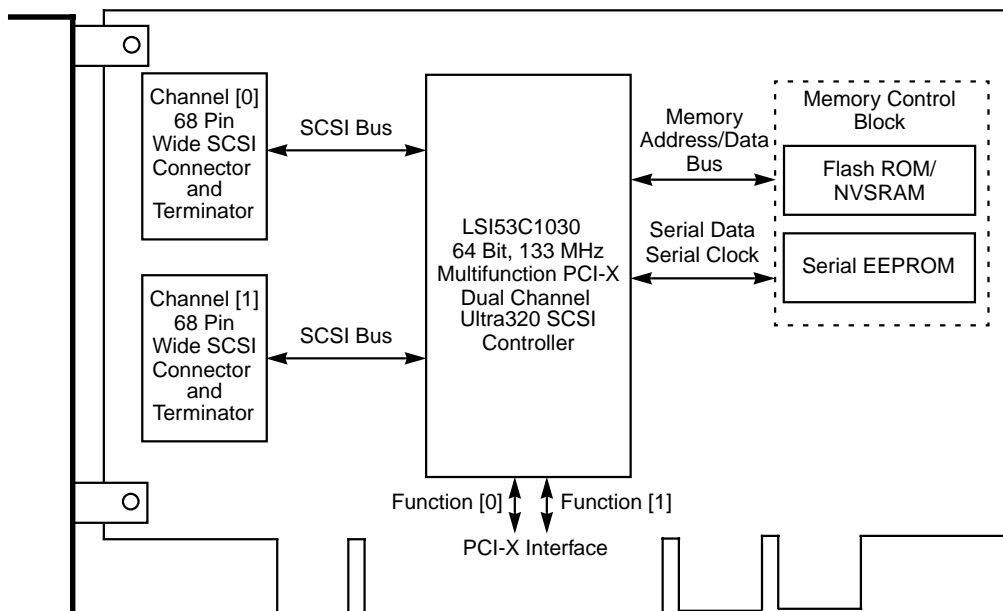 Channel [0]
68 Pin
Wide SCSI
Connector
and
Terminator
SCSI Bus
Channel [1]
68 Pin
Wide SCSI
Connector
and
Terminator
SCSI Bus
LSI53C1030
64 Bit, 133 MHz
Multifunction PCI-X
Dual Channel
Ultra320 SCSI
Controller
Memory
Address/Data
Bus
Serial Data
Serial Clock
Memory Control
Block
Flash ROM/
NVSRAM
Serial EEPROM
Function [0]
Function [1]
PCI-X Interface